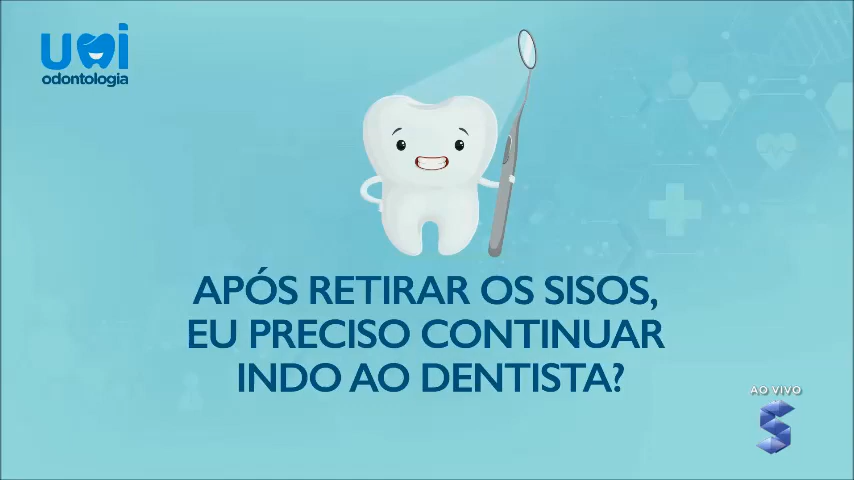 UNI
odontologia
APÓS RETIRAR OS SISOS,
EU PRECISO CONTINUAR
INDO AO DENTISTA?
AO VIVO
S